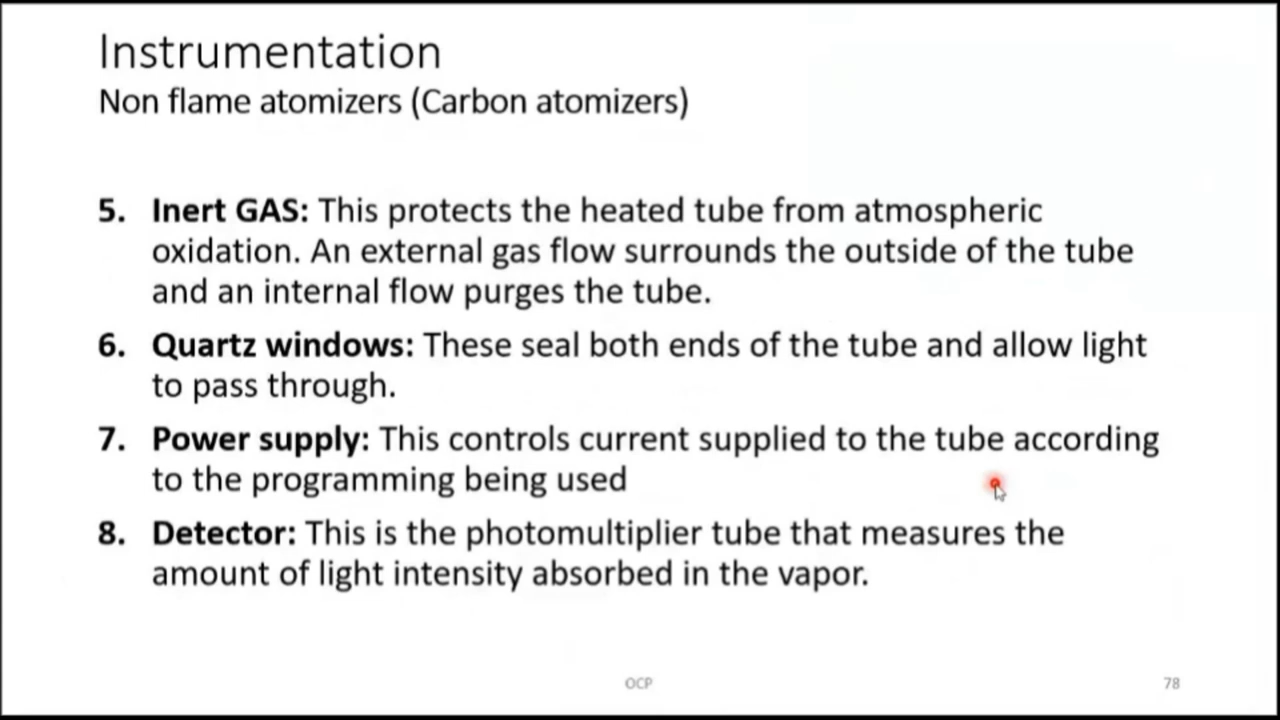 Instrumentation
Non flame atomizers (Carbon atomizers)
5. Inert GAS: This protects the heated tube from atmospheric
oxidation. An external gas flow surrounds the outside of the tube
and an internal flow purges the tube.
6. Quartz windows: These seal both ends of the tube and allow light
to pass through.
7. Power supply: This controls current supplied to the tube according
to the programming being used
8. Detector: This is the photomultiplier tube that measures the
amount of light intensity absorbed in the vapor.
OCP
78